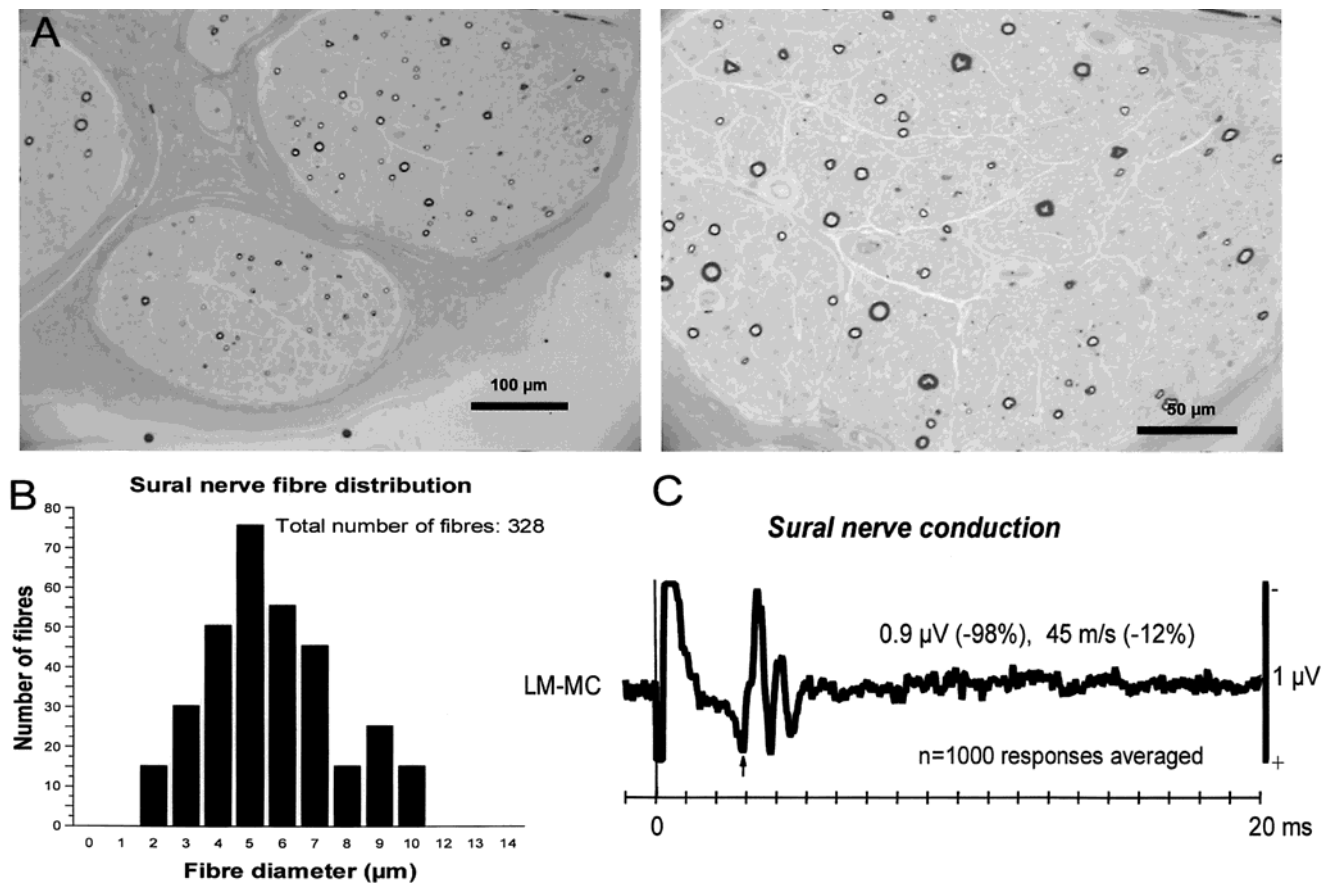 A
100 µm
50 µm
B
Sural nerve fibre distribution
Total number of fibres: 328
Number of fibres
80
70
60
50
40
30
20
10
0
0 1 2 3 4 5 6 7 8 9 10 12 13 14
Fibre diameter (µm)
C
Sural nerve conduction
0.9 µV (-98%), 45 m/s (-12%)
LM-MC
-
1 µV
+
n=1000 responses averaged
0
20 ms